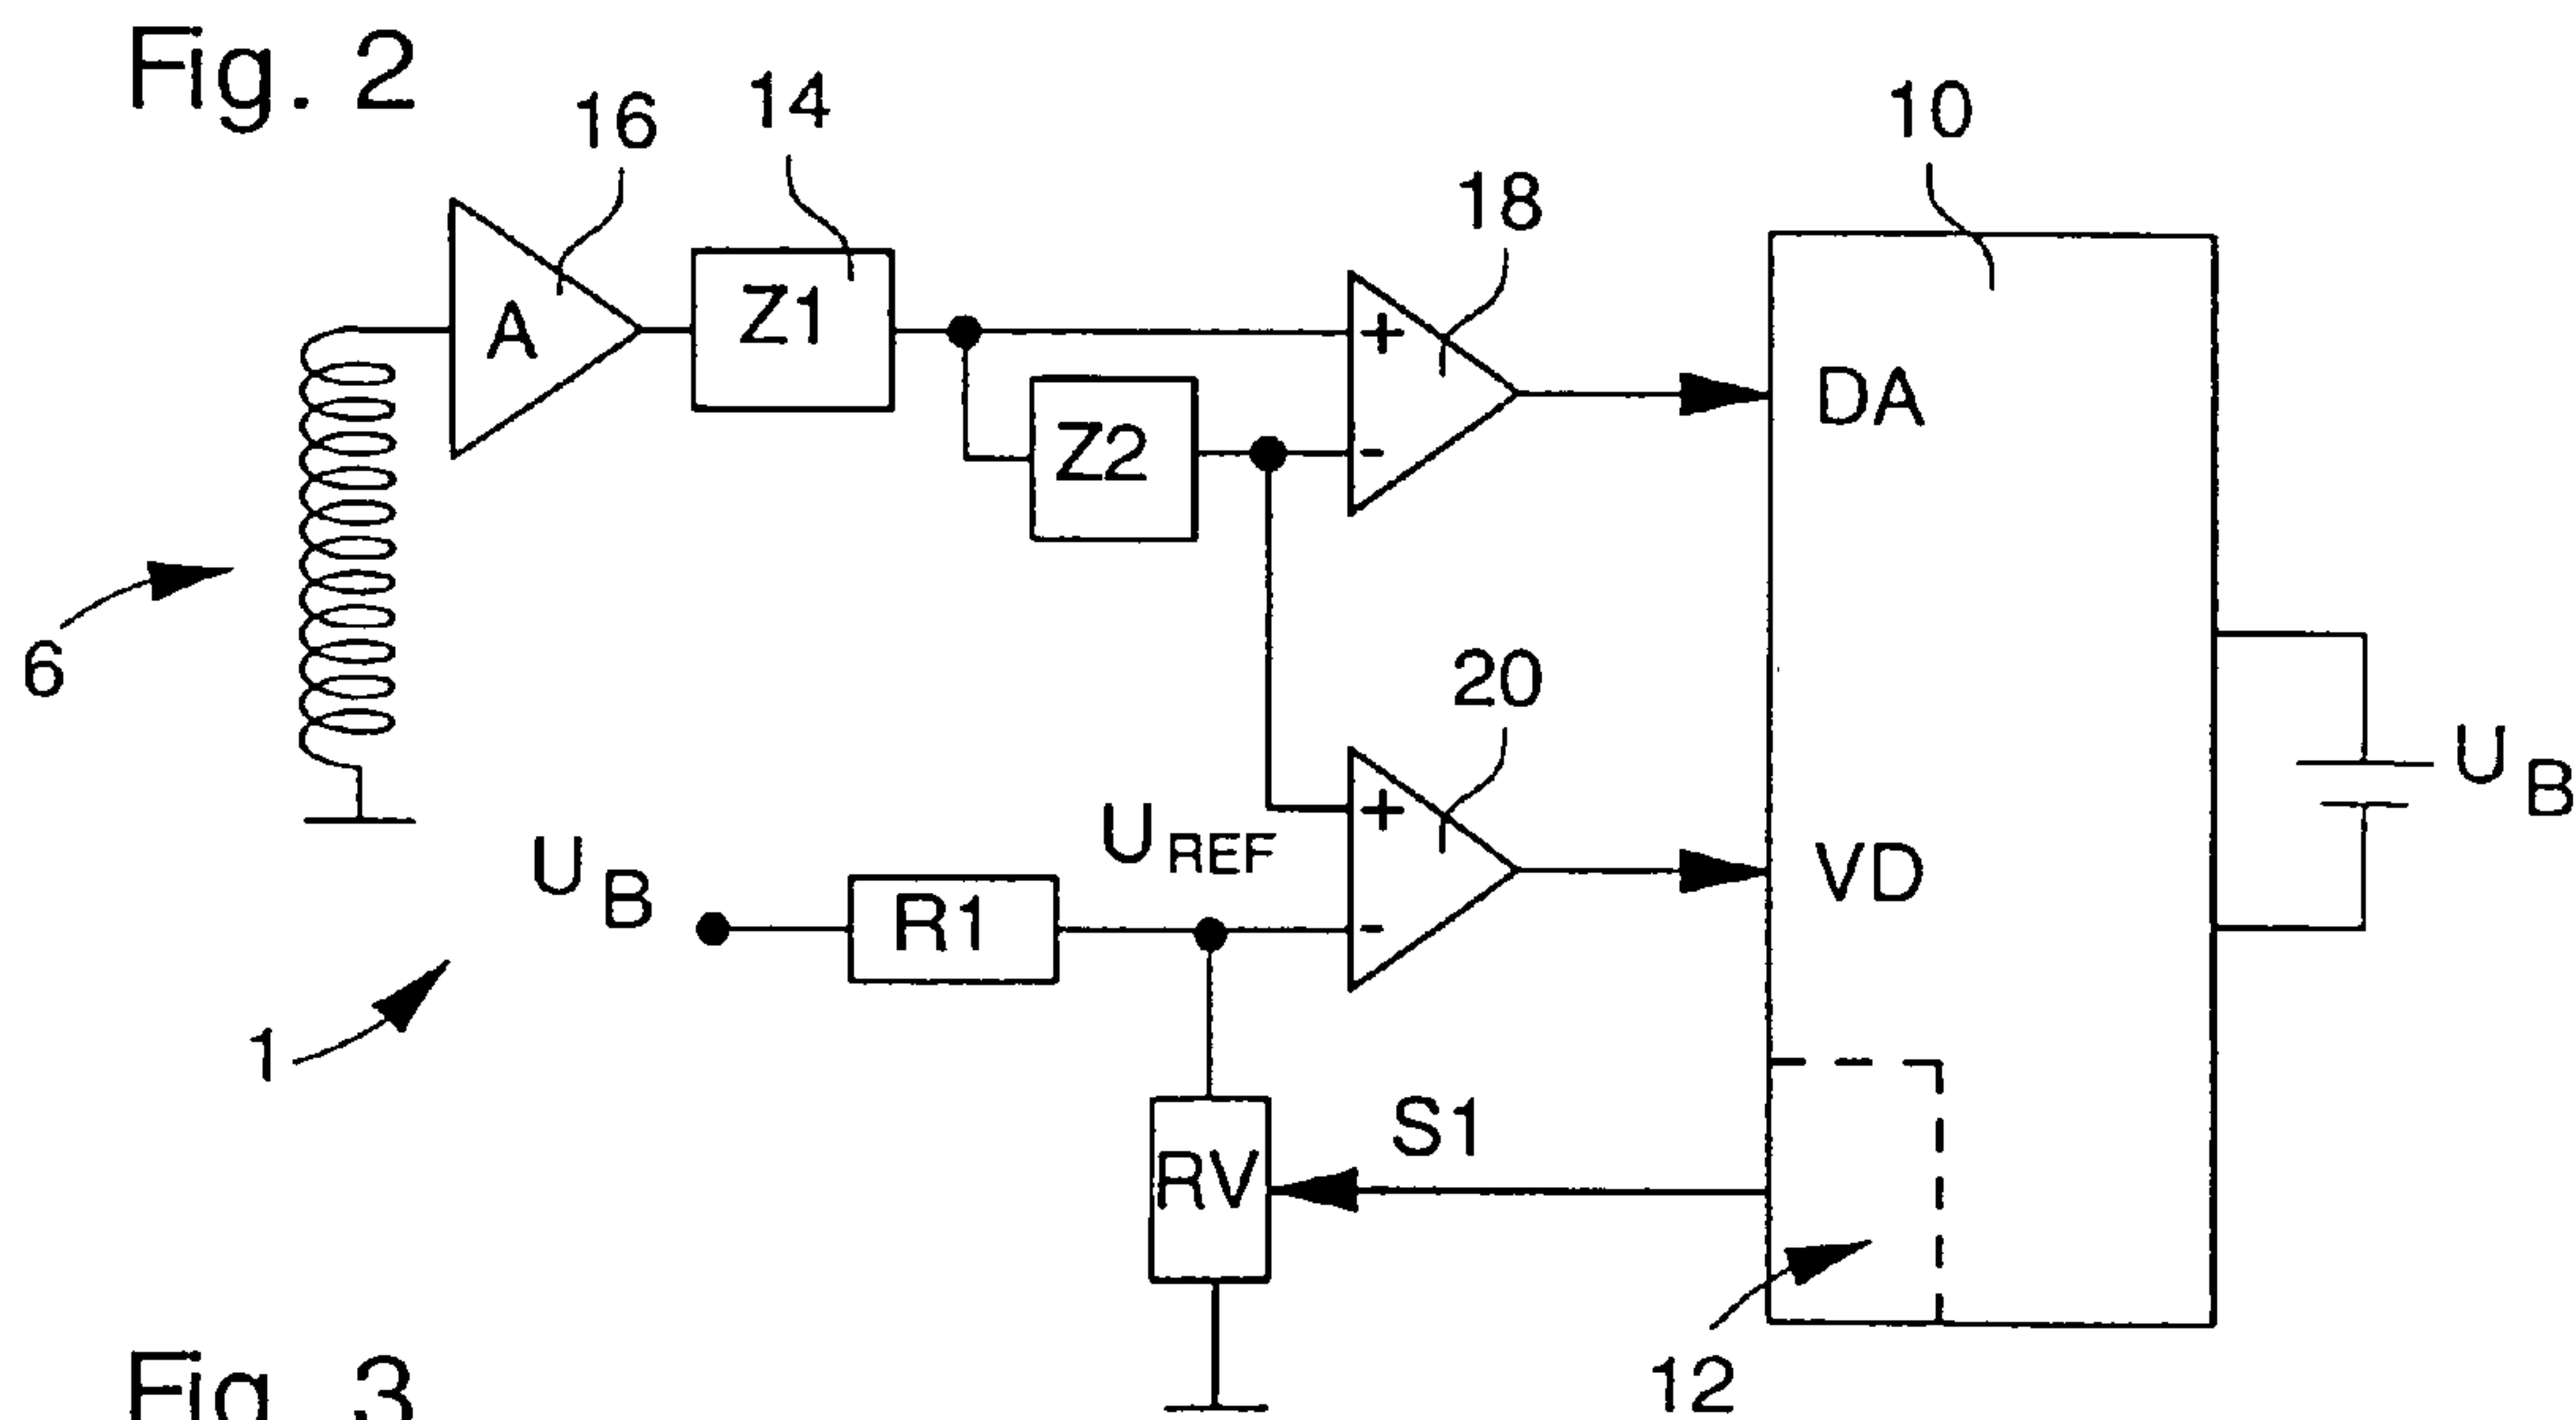 Fig. 2
16
14
10
18
A
Z1
+
DA
Z2
-
6
20
U B
+
U REF
VD
U B
R1
-
1
S1
RV
12
Fig. 3